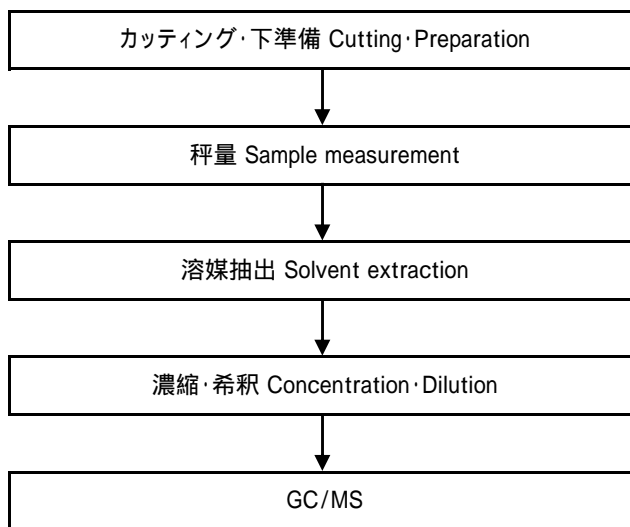 カッティング・下準備 Cutting・Preparation
秤量 Sample measurement
溶媒抽出 Solvent extraction
濃縮・希釈 Concentration・Dilution
GC/MS